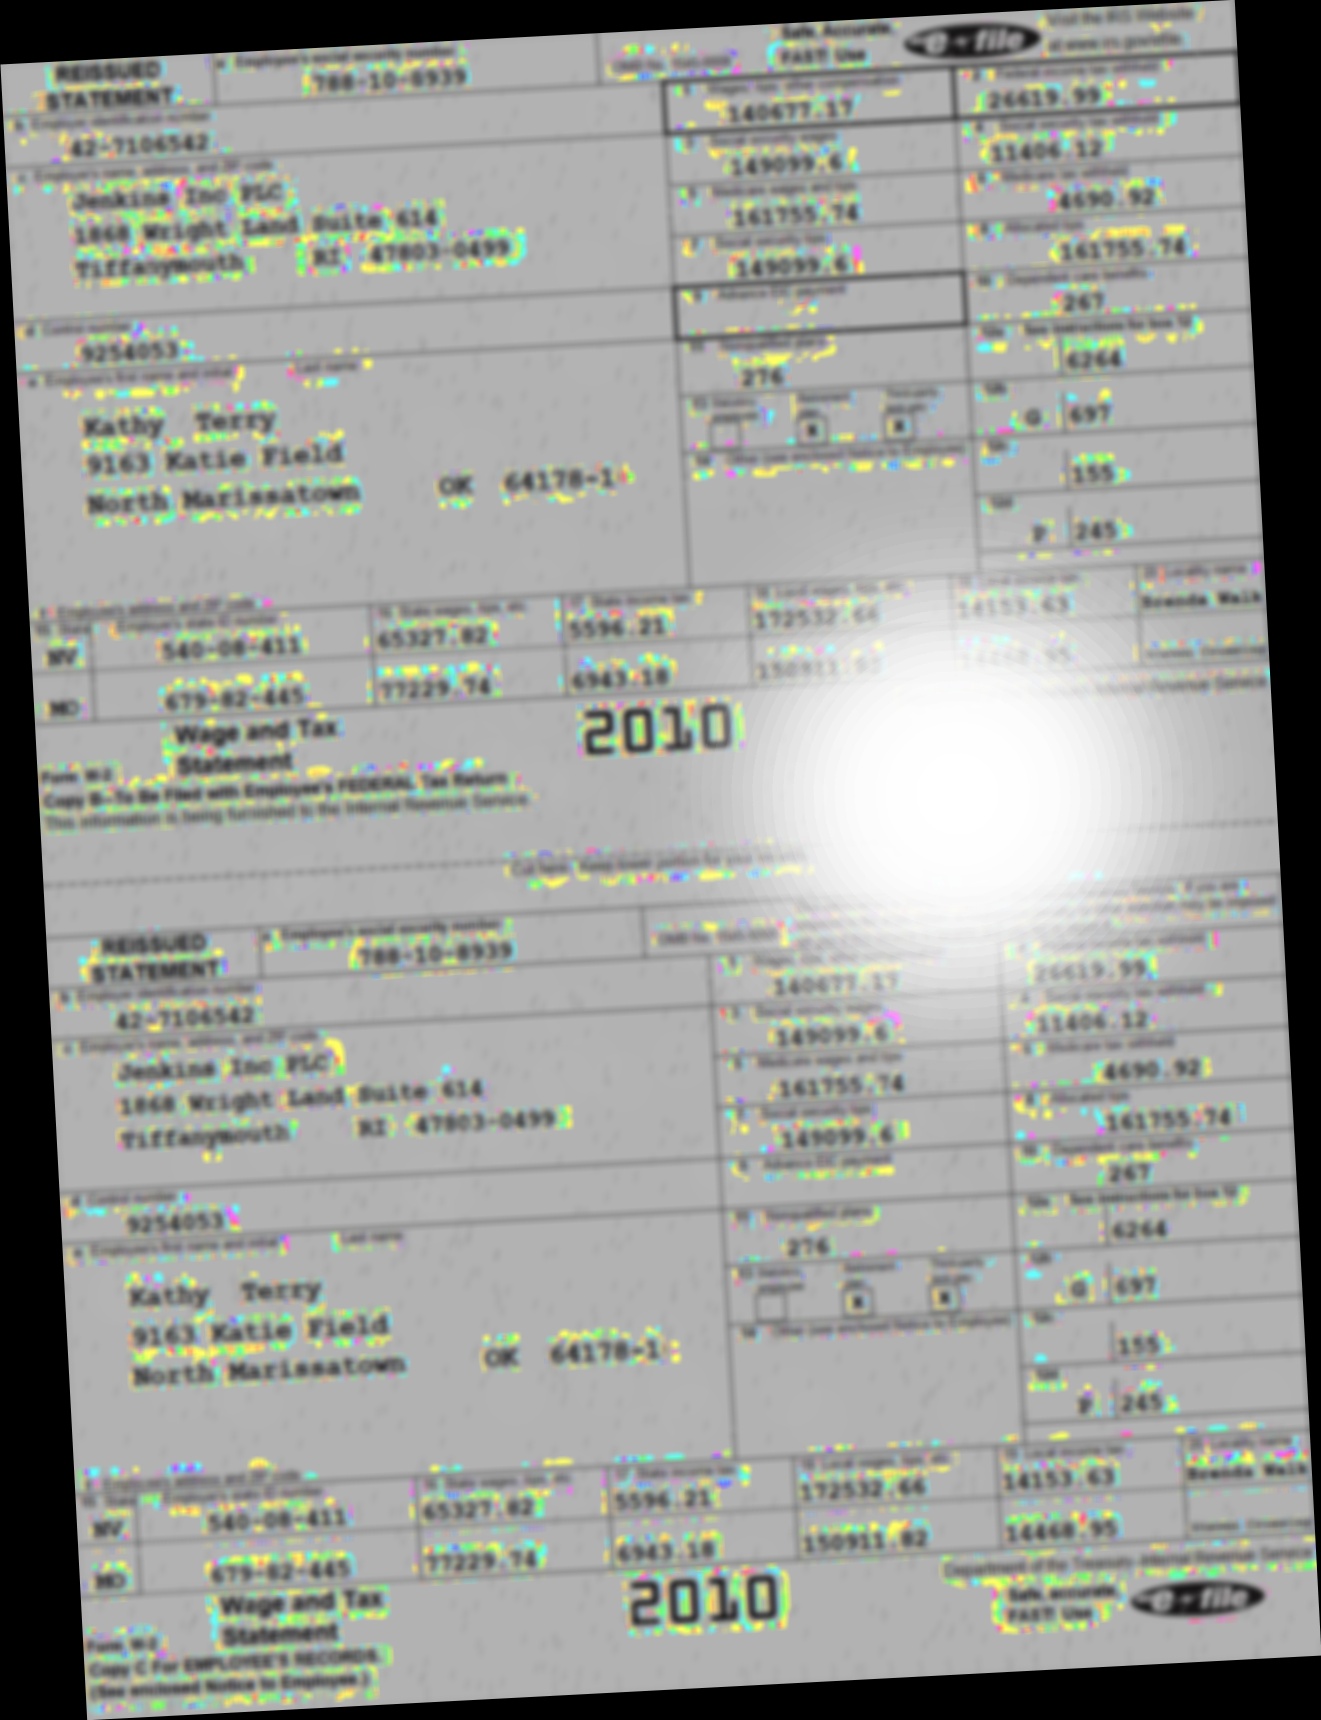 REISSUED STATEMENT
a Employee's social security number
788-10-8939
OMB No. 1545-0008
Safe, Accurate, FAST! Use
e-file
Visit the IRS Website at www.irs.gov/efile
b Employer identification number
42-7106542
1 Wages, tips, other compensation
140677.17
2 Federal income tax withheld
26619.99
c Employer's name, address, and ZIP code
Jenkins Inc PLC
1868 Wright Land Suite 614
Tiffanymouth RI 47803-0499
3 Social security wages
149099.6
4 Social security tax withheld
11406.12
5 Medicare wages and tips
161755.74
6 Medicare tax withheld
4690.92
7 Social security tips
149099.6
8 Allocated tips
161755.74
d Control number
9254053
9 Advance EIC payment
10 Dependent care benefits
267
e Employee's first name and initial Last name
Kathy Terry
9163 Katie Field
North Marissatown OK 64178-1
11 Nonqualified plans
276
12a See instructions for box 12
6264
13 Statutory employee Retirement plan Third-party sick pay
X X
12b
G 697
14 Other (see enclosed Notice to Employee)
12c
155
12d
P 245
f Employee's address and ZIP code
15 State Employer's state ID number
16 State wages, tips, etc.
17 State income tax
18 Local wages, tips, etc.
19 Local income tax
20 Locality name
NV 540-08-411 65327.82 5596.21 172532.66 14153.63 Brenda Walk
MO 679-82-445 77229.74 6943.18 150911.82
Wage and Tax Statement
2010
Form W-2
Copy B-To Be Filed with Employee's FEDERAL Tax Return
This information is being furnished to the Internal Revenue Service.
Revenue Service
Cut here. Keep lower portion for your
REISSUED STATEMENT
a Employee's social security number
788-10-8939
OMB No. 1545-0008
b Employer identification number
42-7106542
1 Wages, tips, other
140677.17
26619.99
c Employer's name, address, and ZIP code
Jenkins Inc PLC
1868 Wright Land Suite 614
Tiffanymouth RI 47803-0499
3 Social security wages
149099.6
4 Social security tax withheld
11406.12
5 Medicare wages and tips
161755.74
6 Medicare tax withheld
4690.92
7 Social security tips
149099.6
8 Allocated tips
161755.74
d Control number
9254053
9 Advance EIC payment
10 Dependent care benefits
267
e Employee's first name and initial Last name
Kathy Terry
9163 Katie Field
North Marissatown OK 64178-1
11 Nonqualified plans
276
12a See instructions for box 12
6264
13 Statutory employee Retirement plan Third-party sick pay
X X
12b
G 697
14 Other (see enclosed Notice to Employee)
12c
155
12d
P 245
f Employee's address and ZIP code
15 State Employer's state ID number
16 State wages, tips, etc.
17 State income tax
18 Local wages, tips, etc.
19 Local income tax
20 Locality name
NV 540-08-411 65327.82 5596.21 172532.66 14153.63 Brenda Walk
MO 679-82-445 77229.74 6943.18 150911.82 14468.95
Wage and Tax Statement
2010
Department of the Treasury-Internal Revenue Service
Safe, accurate, FAST! Use
e-file
Form W-2
Copy C For EMPLOYEE'S RECORDS.
(See enclosed Notice to Employee.)